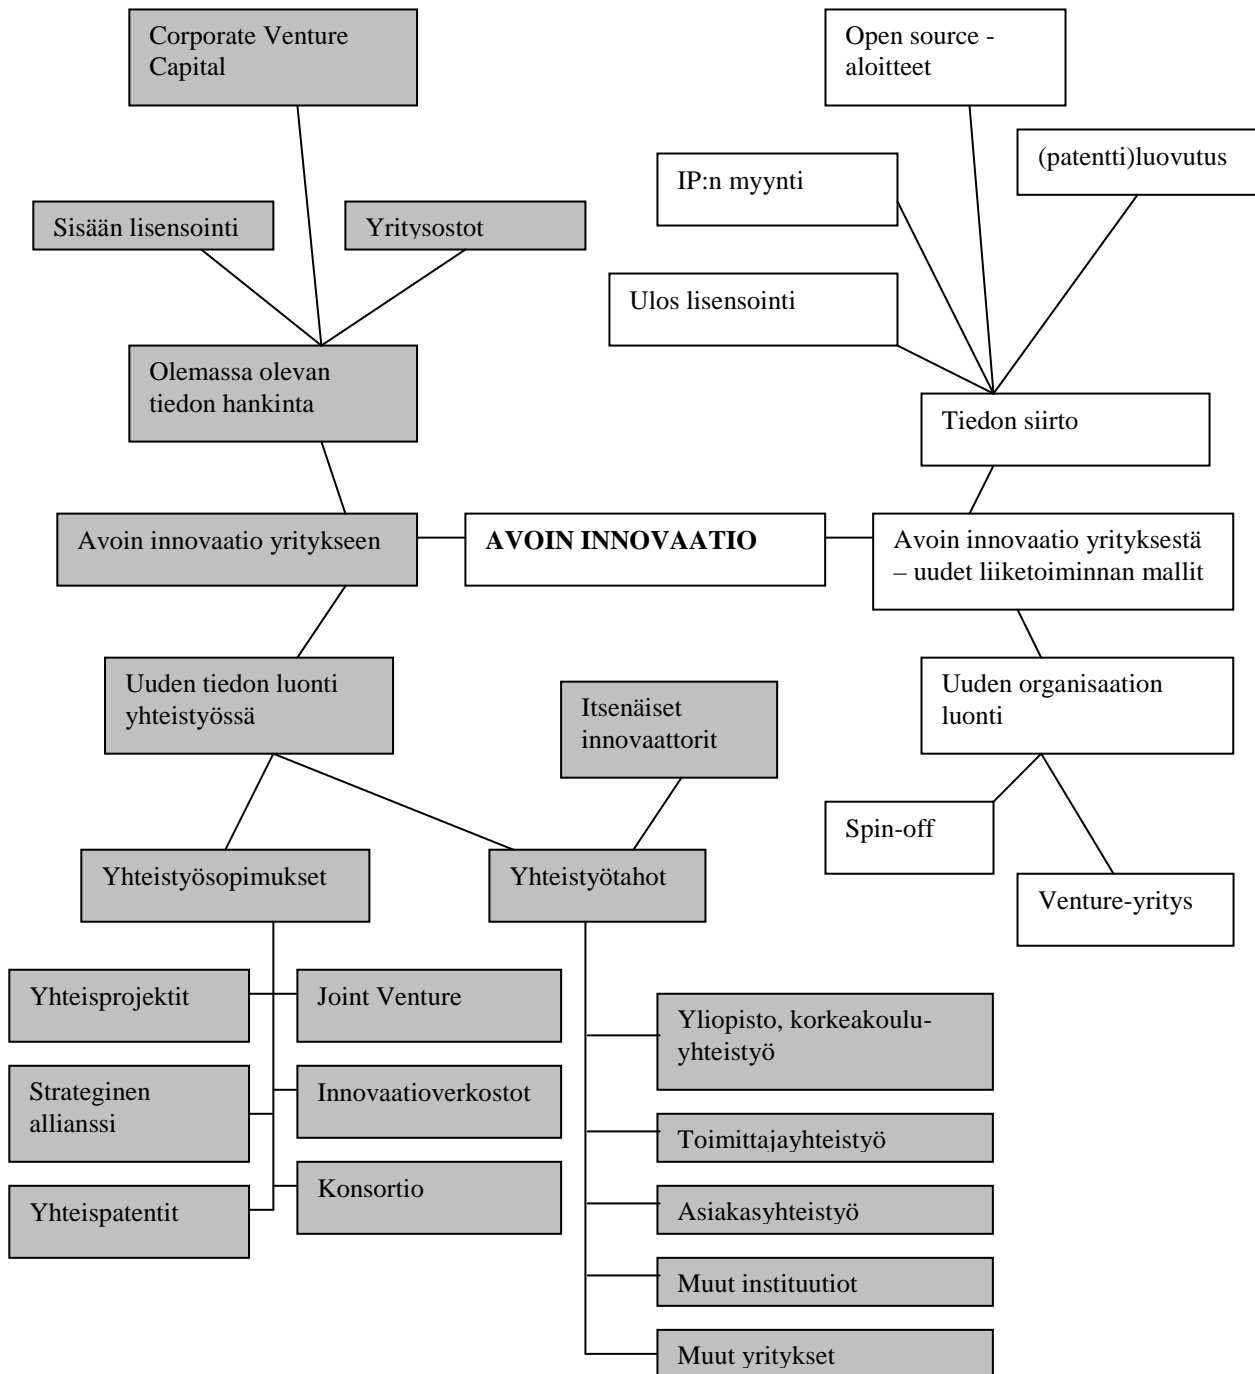 Corporate Venture
Capital
Open source -
aloitteet
(patentti)luovutus
IP:n myynti
Sisään lisensointi
Yritysostot
Ulos lisensointi
Olemassa olevan
tiedon hankinta
Tiedon siirto
Avoin innovaatio yritykseen
AVOIN INNOVAATIO
Avoin innovaatio yrityksestä
– uudet liiketoiminnan mallit
Uuden tiedon luonti
yhteistyössä
Itsenäiset
innovaattorit
Uuden organisaation
luonti
Spin-off
Yhteistyösopimukset
Yhteistyötahot
Venture-yritys
Yhteisprojektit
Joint Venture
Yliopisto, korkeakoulu-
yhteistyö
Strateginen
allianssi
Innovaatioverkostot
Toimittajayhteistyö
Yhteispatentit
Konsortio
Asiakasyhteistyö
Muut instituutiot
Muut yritykset